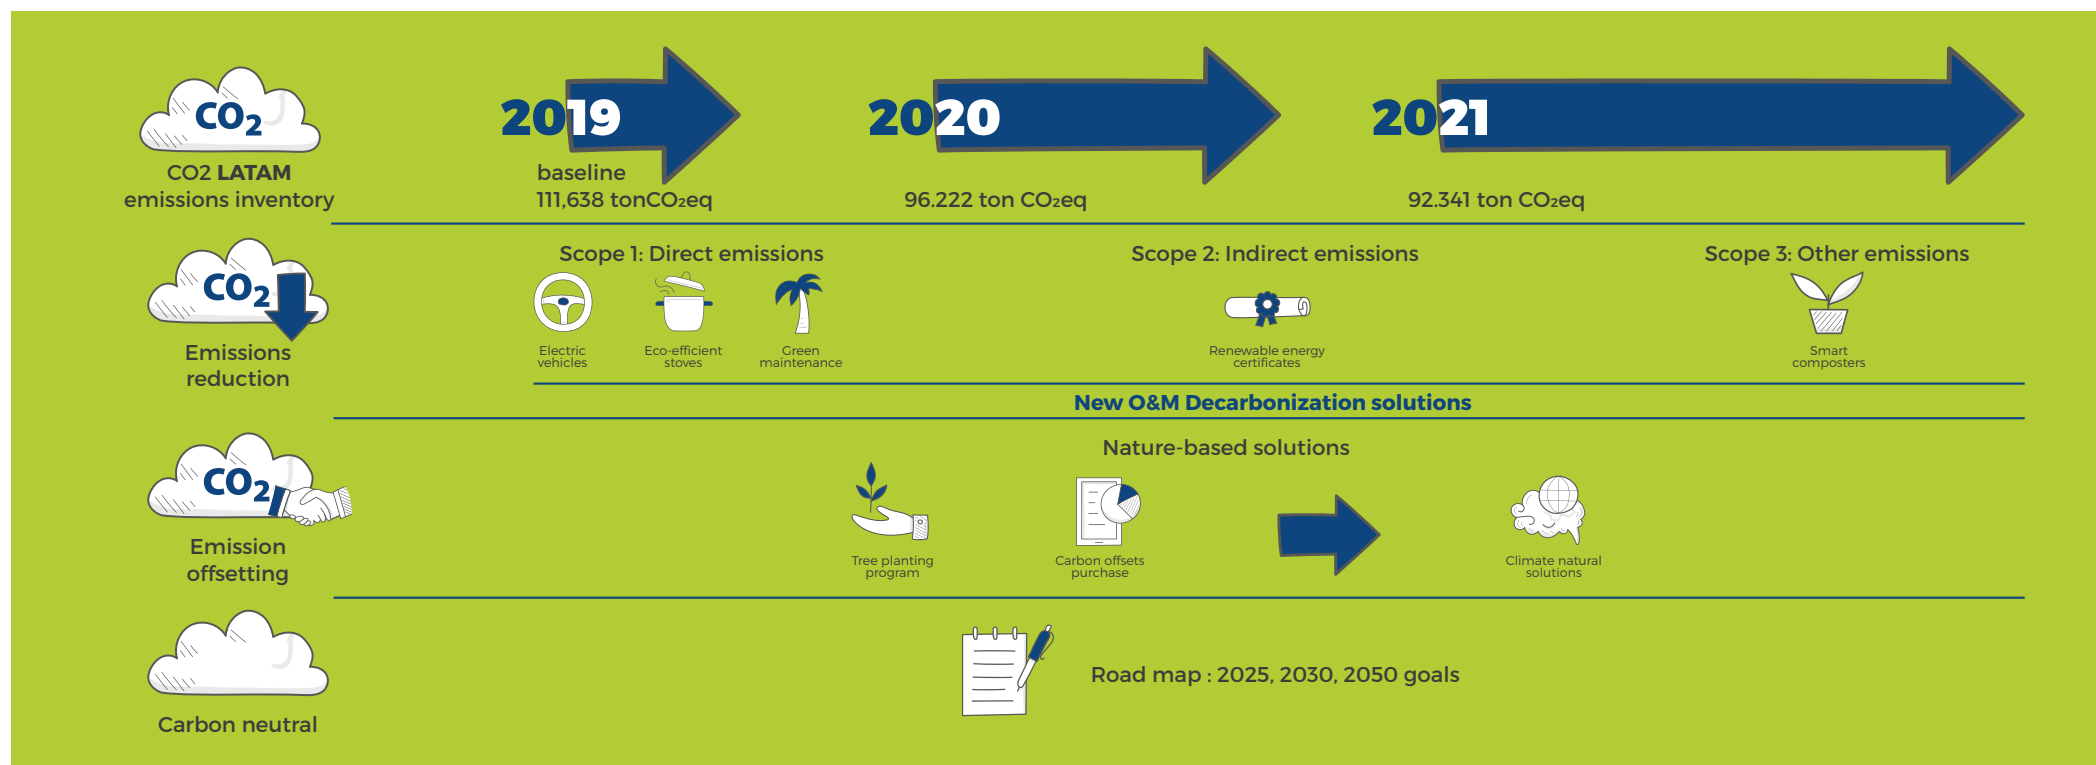 CO2
CO2 LATAM
emissions inventory
2019
baseline
111,638 tonCO₂eq
2020
96.222 ton CO₂eq
2021
92.341 ton CO₂eq
CO2
Emissions
reduction
Scope 1: Direct emissions
Electric
vehicles
Eco-efficient
stoves
Green
maintenance
Scope 2: Indirect emissions
Renewable energy
certificates
Scope 3: Other emissions
Smart
composters
New O&M Decarbonization solutions
CO2
Emission
offsetting
Nature-based solutions
Tree planting
program
Carbon offsets
purchase
Climate natural
solutions
Carbon neutral
Road map : 2025, 2030, 2050 goals